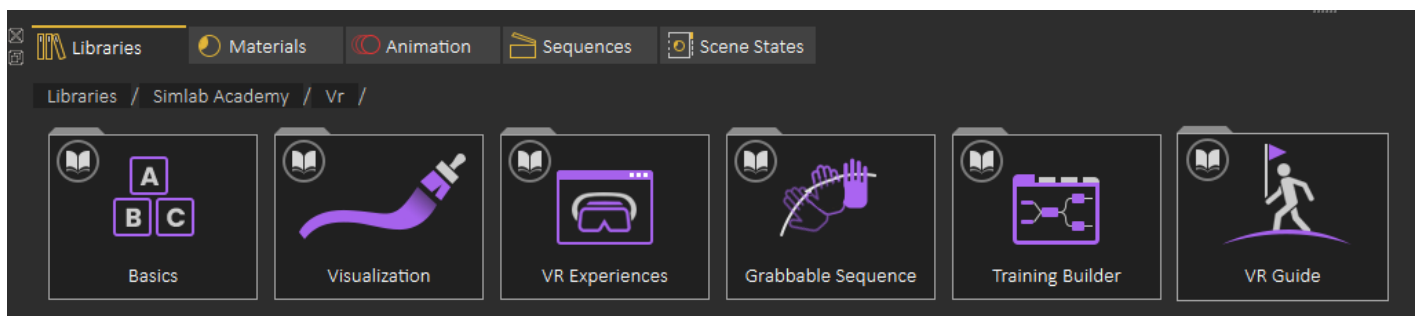 Libraries Materials Animation Sequences Scene States
Libraries / Simlab Academy / Vr /
A
B C
Basics Visualization VR Experiences Grabbable Sequence Training Builder VR Guide